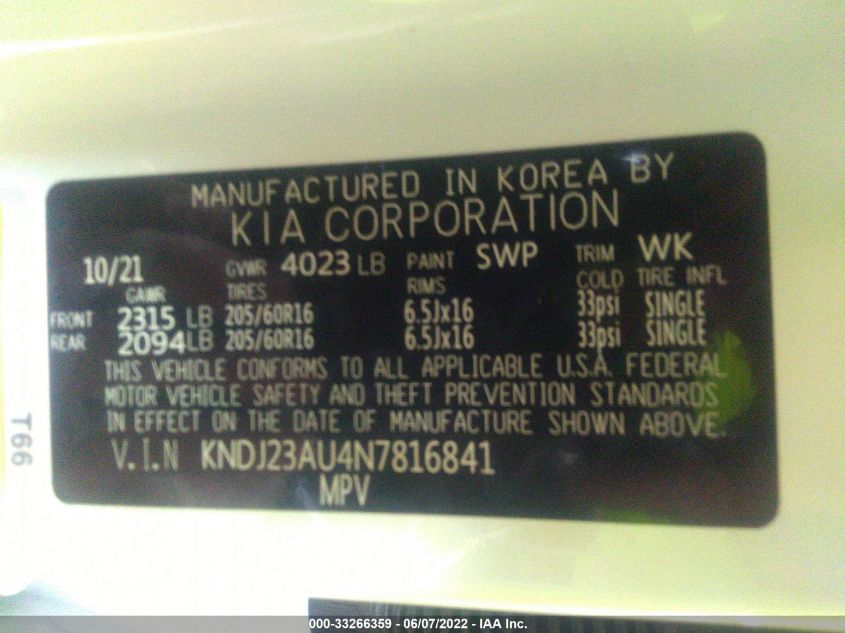 MANUFACTURED IN KOREA BY
KIA CORPORATION
10/21 GVWR 4023 LB PAINT SWP TRIM WK
GAWR TIRES RIMS COLD TIRE INFL
FRONT 2315 LB 205/60R16 6.5Jx16 33psi SINGLE
REAR 2094LB 205/60R16 6.5Jx16 33psi SINGLE
THIS VEHICLE CONFORMS TO ALL APPLICABLE U.S.A. FEDERAL
MOTOR VEHICLE SAFETY AND THEFT PREVENTION STANDARDS
IN EFFECT ON THE DATE OF MANUFACTURE SHOWN ABOVE.
V.I.N KNDJ23AU4N7816841
MPV
T66
000-33266359 - 06/07/2022 - IAA Inc.